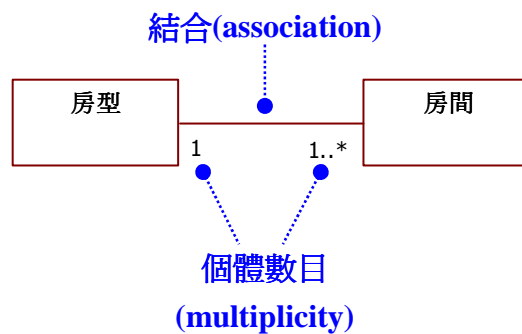 結合(association)
房型
房間
1
1..*
個體數目
(multiplicity)